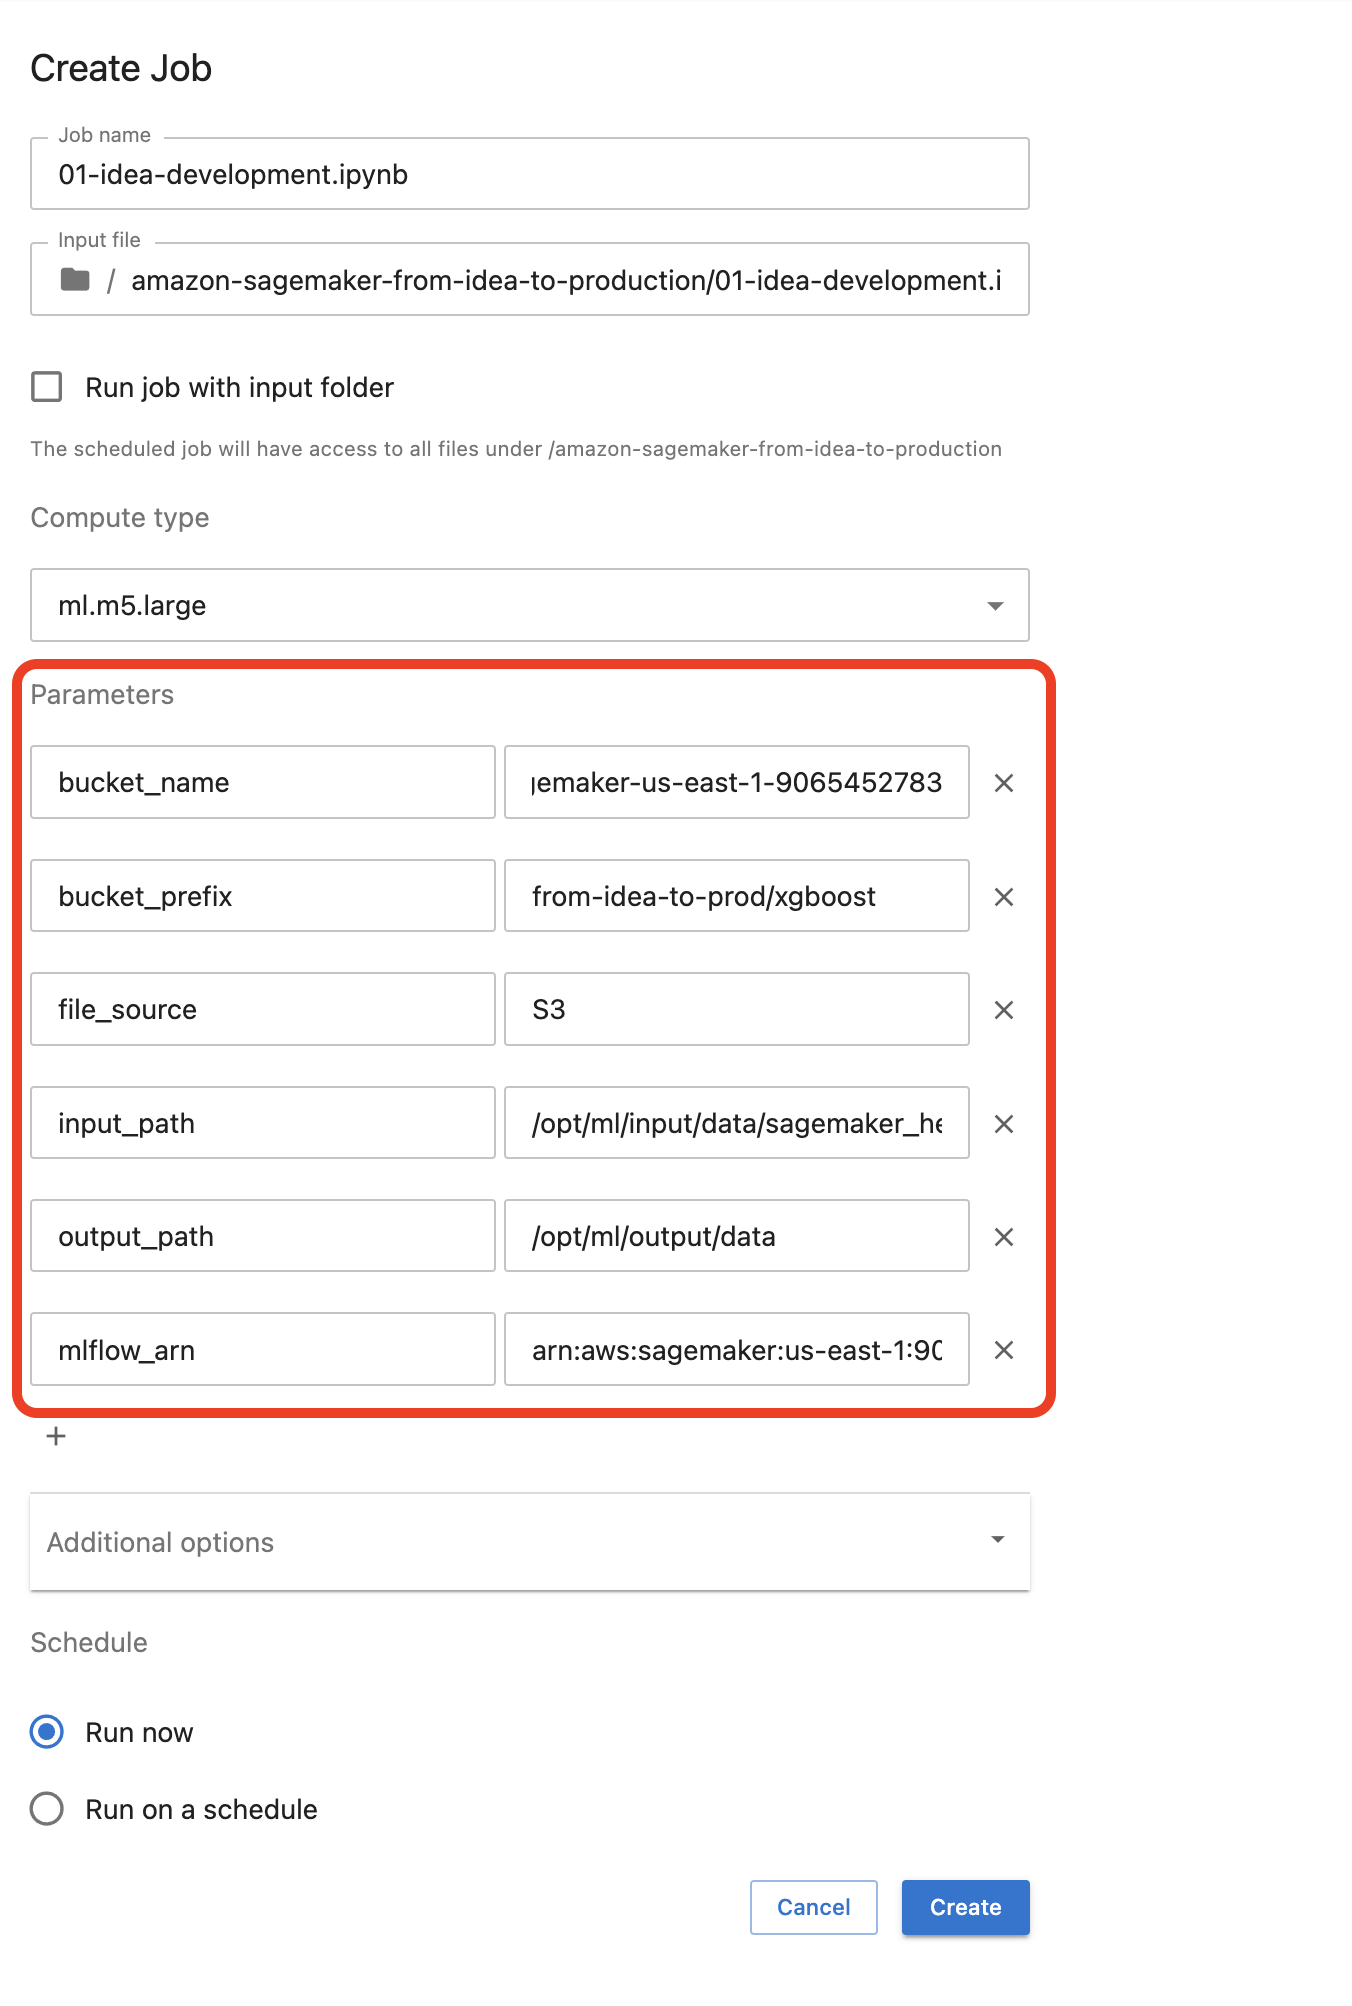 Create Job
Job name
01-idea-development.ipynb
Input file
/ amazon-sagemaker-from-idea-to-production/01-idea-development.i
Run job with input folder
The scheduled job will have access to all files under /amazon-sagemaker-from-idea-to-production
Compute type
ml.m5.large
Parameters
bucket_name gemaker-us-east-1-9065452783
bucket_prefix from-idea-to-prod/xgboost
file_source S3
input_path /opt/ml/input/data/sagemaker_he
output_path /opt/ml/output/data
mlflow_arn arn:aws:sagemaker:us-east-1:90
+
Additional options
Schedule
Run now
Run on a schedule
Cancel Create